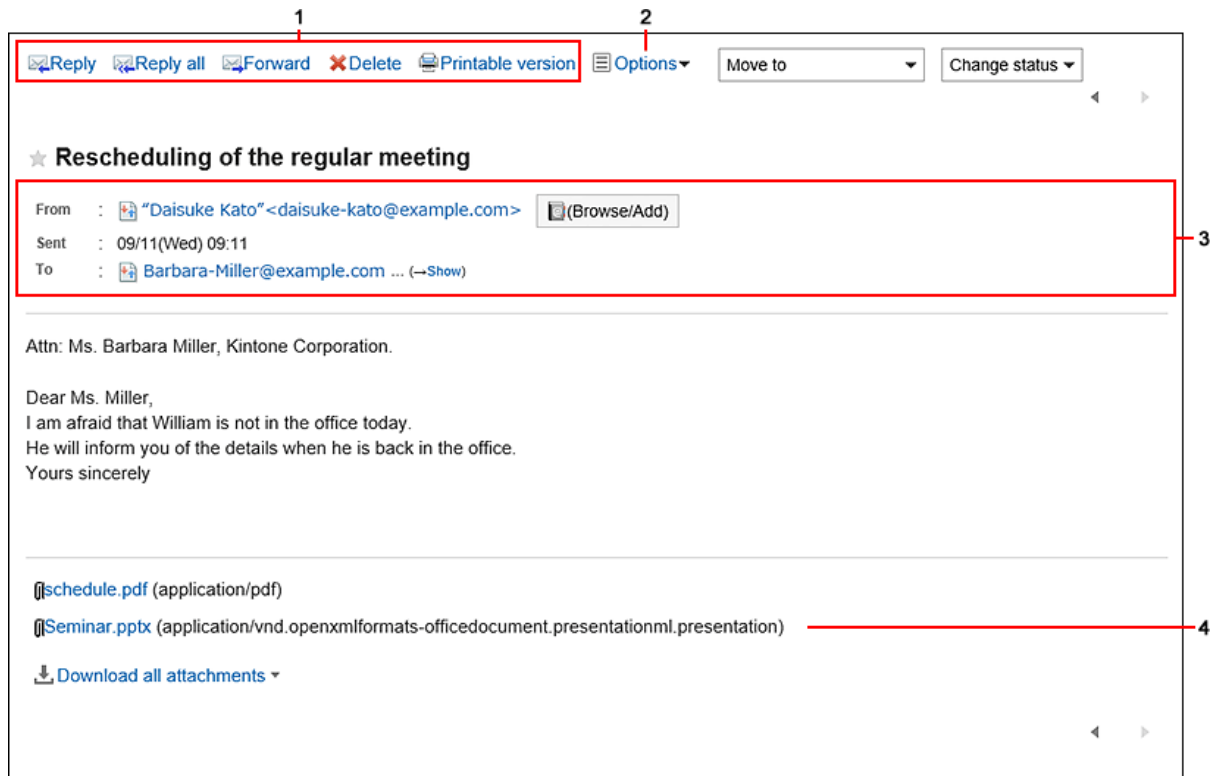 1 2
Reply Reply all Forward Delete Printable version Options Move to Change status
Rescheduling of the regular meeting
From : “Daisuke Kato”<daisuke-kato@example.com> (Browse/Add)
Sent : 09/11(Wed) 09:11
3
To : Barbara-Miller@example.com ... (→Show)
Attn: Ms. Barbara Miller, Kintone Corporation.
Dear Ms. Miller,
I am afraid that William is not in the office today.
He will inform you of the details when he is back in the office.
Yours sincerely
schedule.pdf (application/pdf)
Seminar.pptx (application/vnd.openxmlformats-officedocument.presentationml.presentation) 4
Download all attachments